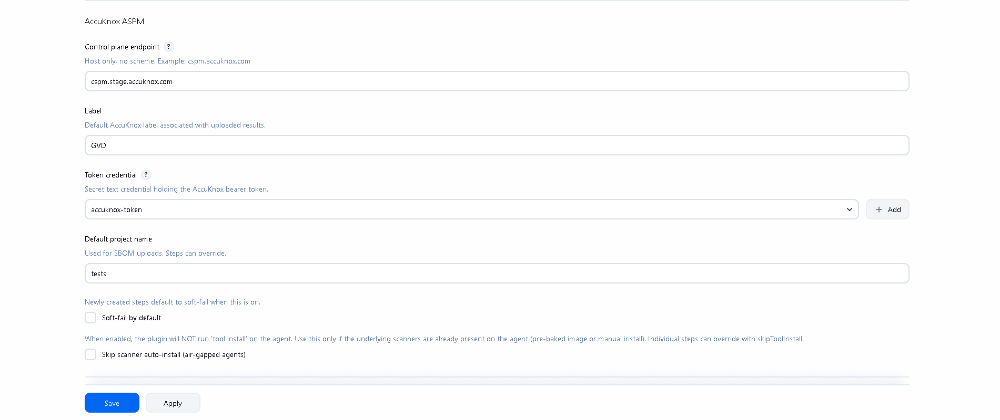 AccuKnox ASPM
Control plane endpoint ?
Host only, no scheme. Example: cspm.accuknox.com
cspm.stage.accuknox.com
Label
Default AccuKnox label associated with uploaded results.
GVD
Token credential ?
Secret text credential holding the AccuKnox bearer token.
accuknox-token
+ Add
Default project name
Used for SBOM uploads. Steps can override.
tests
Newly created steps default to soft-fail when this is on.
Soft-fail by default
When enabled, the plugin will NOT run 'tool install' on the agent. Use this only if the underlying scanners are already present on the agent (pre-baked image or manual install). Individual steps can override with skipToolInstall.
Skip scanner auto-install (air-gapped agents)
Save Apply